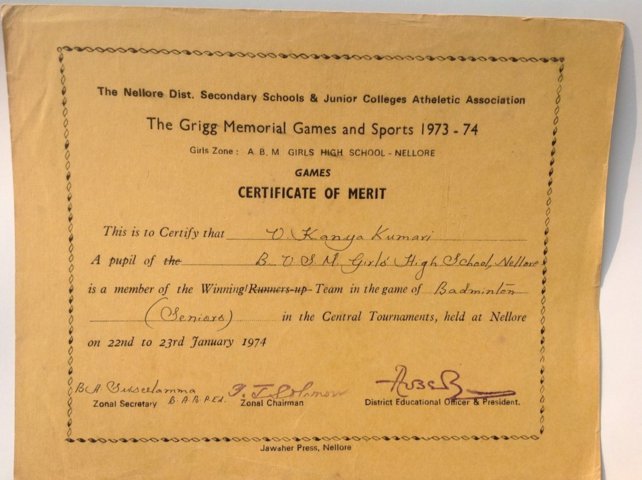 The Nellore Dist. Secondary Schools & Junior Colleges Atheletic Association
The Grigg Memorial Games and Sports 1973 - 74
Girls Zone : A. B. M GIRLS HIGH SCHOOL - NELLORE
GAMES
CERTIFICATE OF MERIT
This is to Certify that V. Kanya Kumari
A pupil of the B. V S M. Girls' High School, Nellore
is a member of the Winning/Runners-up Team in the game of Badminton
(Seniors) in the Central Tournaments, held at Nellore
on 22nd to 23rd January 1974
B.A. Suseelamma B.A. B.Ed. Solomon
Zonal Secretary Zonal Chairman District Educational Officer & President.
Jawaher Press, Nellore